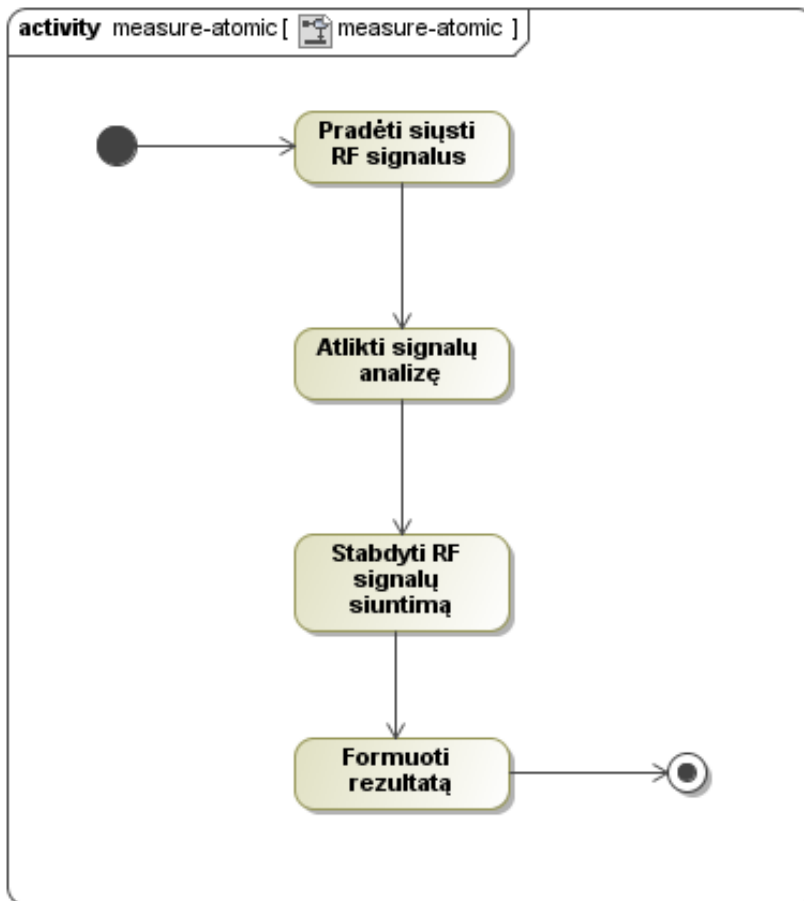 activity measure-atomic [ measure-atomic ]
Pradėti siųsti
RF signalus
Atlikti signalų
analizę
Stabdyti RF
signalų
siuntimą
Formuoti
rezultatą